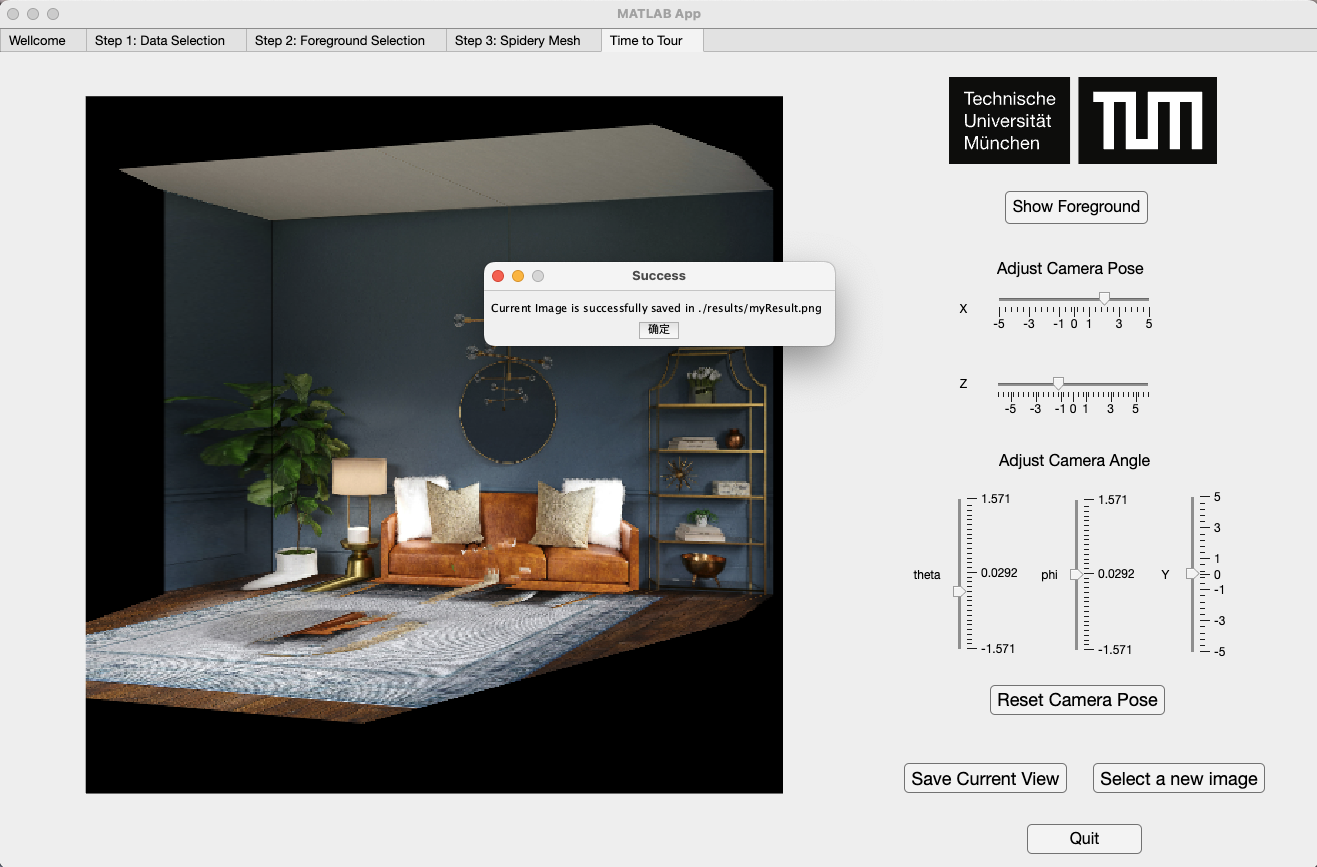 MATLAB App
Wellcome
Step 1: Data Selection
Step 2: Foreground Selection
Step 3: Spidery Mesh
Time to Tour
Technische
Universität
München
TUM
Show Foreground
Adjust Camera Pose
X
-5 -3 -1 0 1 3 5
Z
-5 -3 -1 0 1 3 5
Success
Current Image is successfully saved in ./results/myResult.png
确定
Adjust Camera Angle
theta
1.571
0.0292
-1.571
phi
1.571
0.0292
-1.571
Y
5
3
1
0
-1
-3
-5
Reset Camera Pose
Save Current View
Select a new image
Quit